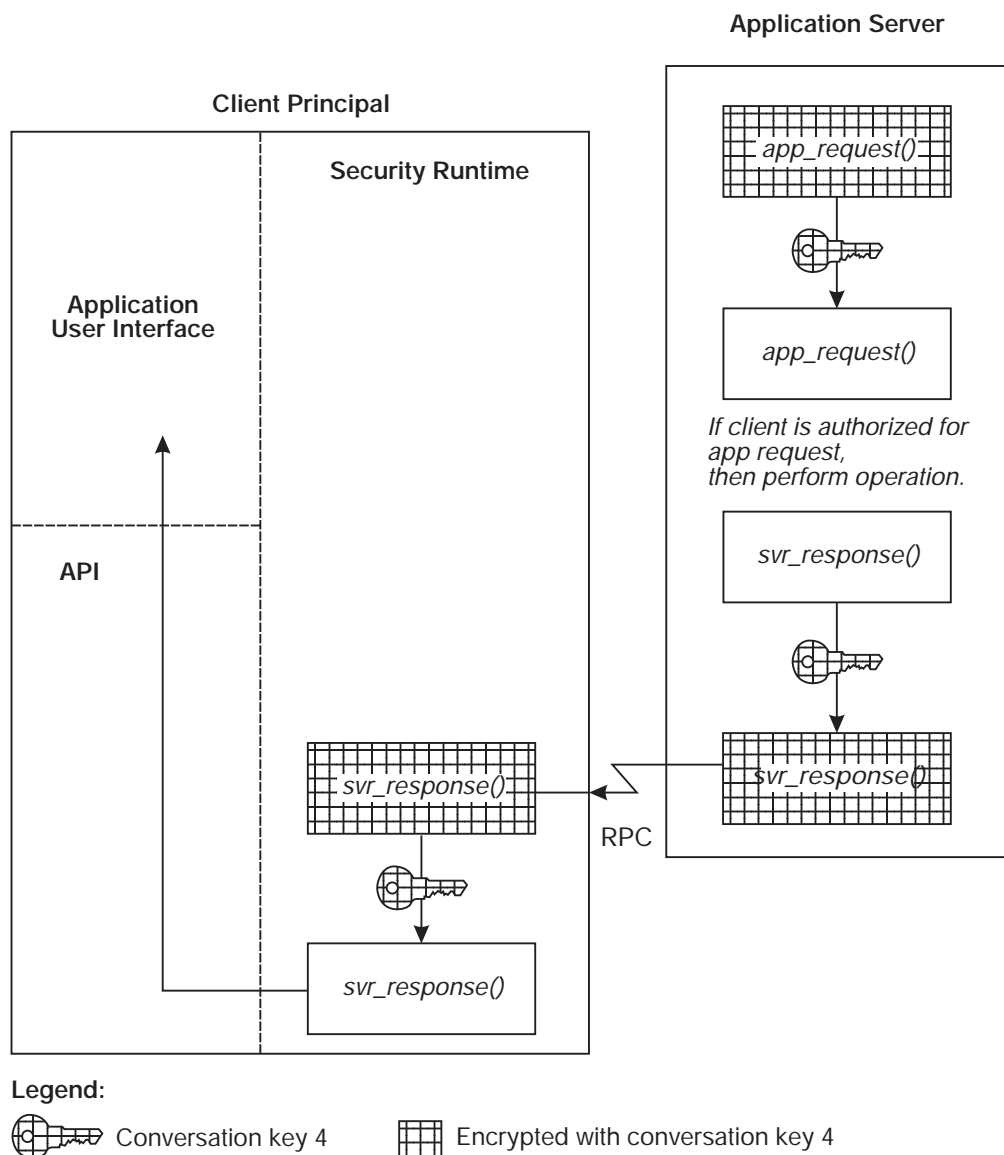 Application Server
Client Principal
app_request()
Security Runtime
Application
User Interface
app_request()
If client is authorized for
app request,
then perform operation.
API
svr_response()
svr_response()
svr_response()
RPC
svr_response()
Legend:
Conversation key 4
Encrypted with conversation key 4